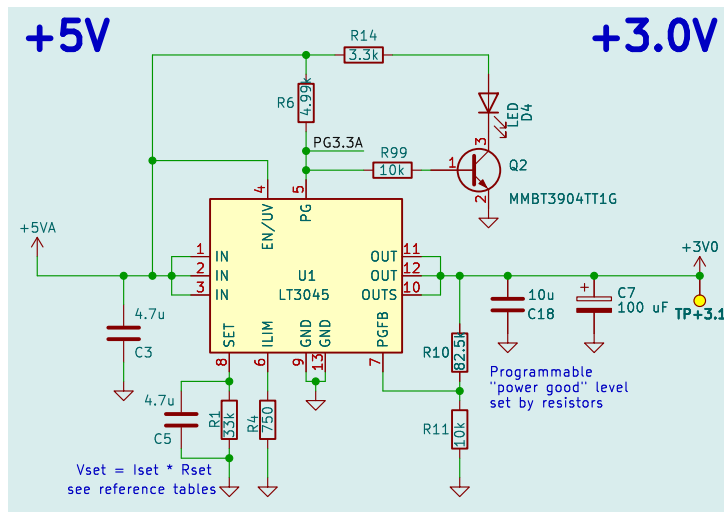 +5V
+3.0V
R14
3.3k
R6
4.99k
LED
D4
PG3.3A
R99
10k
1
3
2
Q2
MMBT3904TT1G
4
5
EN/UV
PG
+5VA
+3V0
1
IN
2
IN
3
IN
U1
LT3045
OUT
11
OUT
12
OUTS
10
SET
ILIM
GND
GND
PGFB
8
6
9
13
7
4.7u
C3
10u
C18
+
C7
100 uF
TP+3.1
R10
82.5k
4.7u
C5
R1
33k
R4
750
R11
10k
Programmable
"power good" level
set by resistors
Vset = Iset * Rset
see reference tables